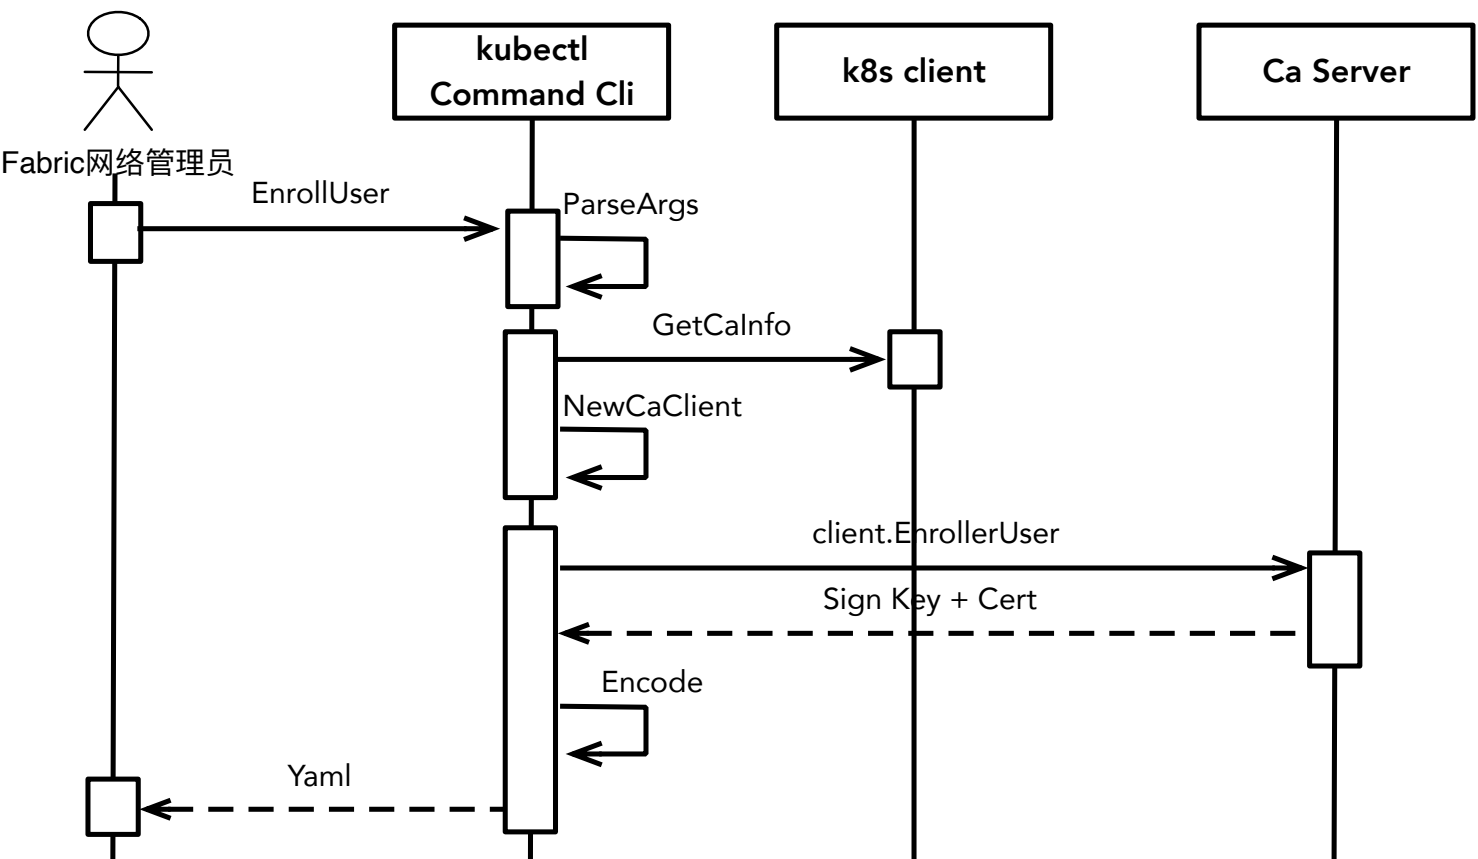 kubectl
Command Cli
k8s client
Ca Server
Fabric网络管理员
EnrollUser
ParseArgs
GetCaInfo
NewCaClient
client.EnrollerUser
Sign Key + Cert
Encode
Yaml